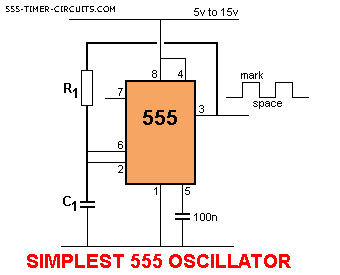 555-TIMER-CIRCUITS.COM
5v to 15v
8 4
mark
R1
7
3
space
555
6
2
C1
1 5
100n
SIMPLEST 555 OSCILLATOR